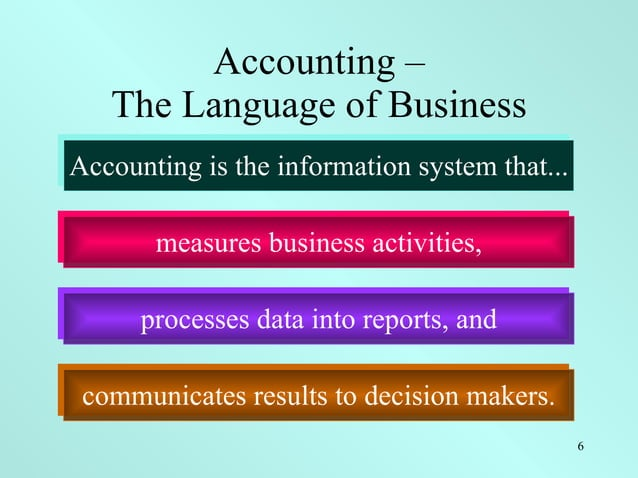 Accounting –
The Language of Business
Accounting is the information system that...
measures business activities,
processes data into reports, and
communicates results to decision makers.
6